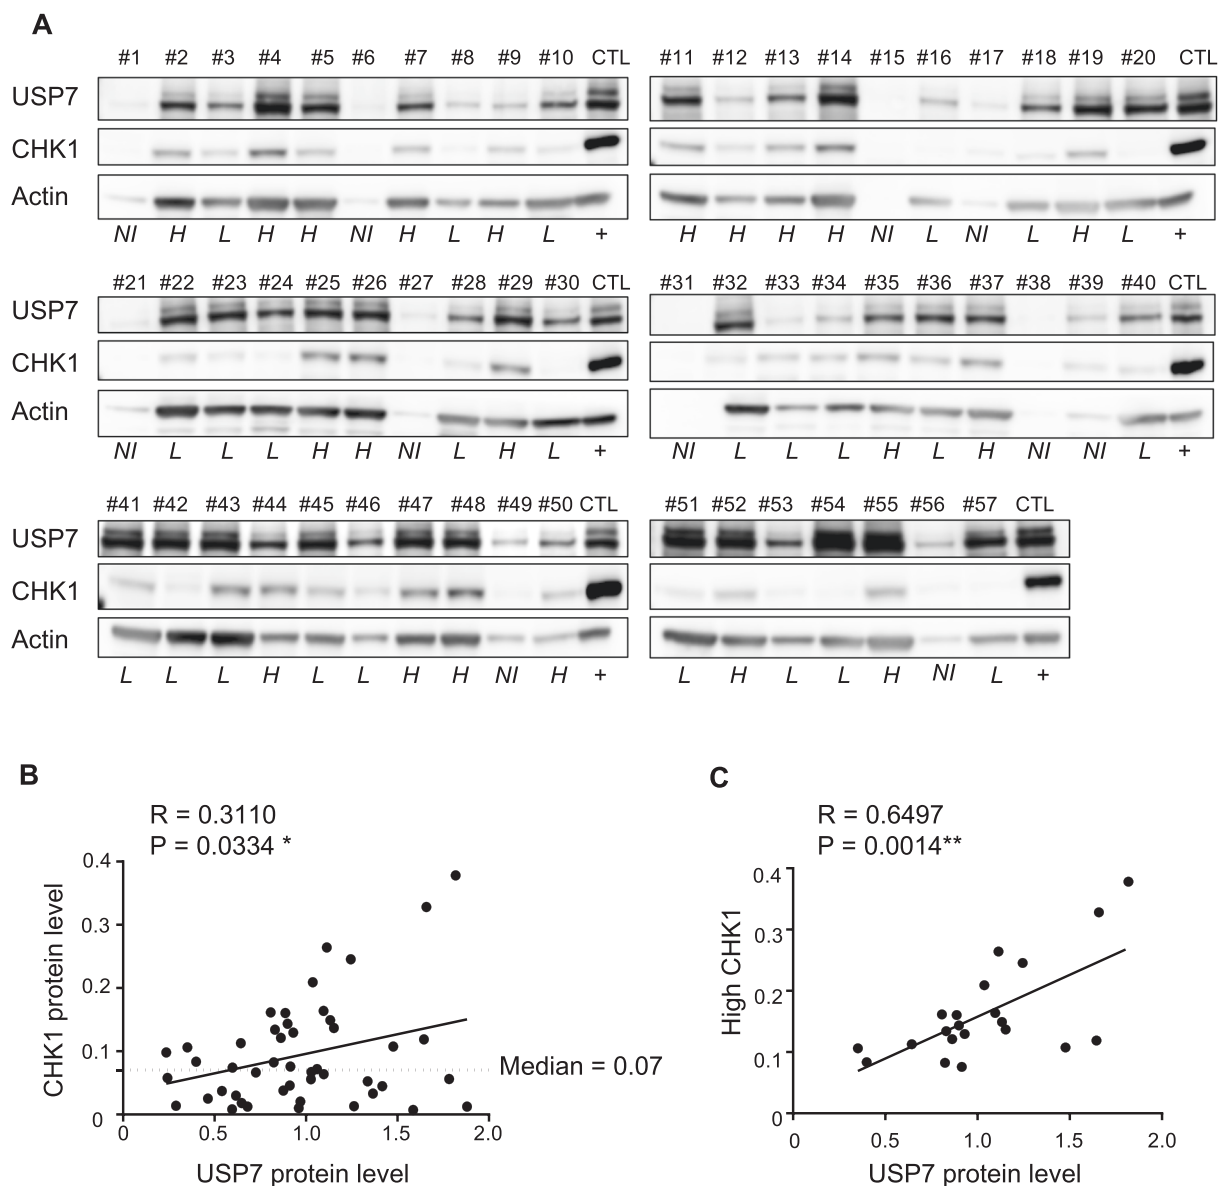 A
#1 #2 #3 #4 #5 #6 #7 #8 #9 #10 CTL
USP7
CHK1
Actin
NI H L H H NI H L H L +
#11 #12 #13 #14 #15 #16 #17 #18 #19 #20 CTL
H H H H NI L NI L H L +
#21 #22 #23 #24 #25 #26 #27 #28 #29 #30 CTL
USP7
CHK1
Actin
NI L L L H H NI L H L +
#31 #32 #33 #34 #35 #36 #37 #38 #39 #40 CTL
NI L L L H L H NI NI L +
#41 #42 #43 #44 #45 #46 #47 #48 #49 #50 CTL
USP7
CHK1
Actin
L L L H L L H H NI H +
#51 #52 #53 #54 #55 #56 #57 CTL
L H L L H NI L +
B
R = 0.3110
P = 0.0334 *
CHK1 protein level
0.4
0.3
0.2
0.1
0
Median = 0.07
0 0.5 1.0 1.5 2.0
USP7 protein level
C
R = 0.6497
P = 0.0014**
High CHK1
0.4
0.3
0.2
0.1
0
0 0.5 1.0 1.5 2.0
USP7 protein level